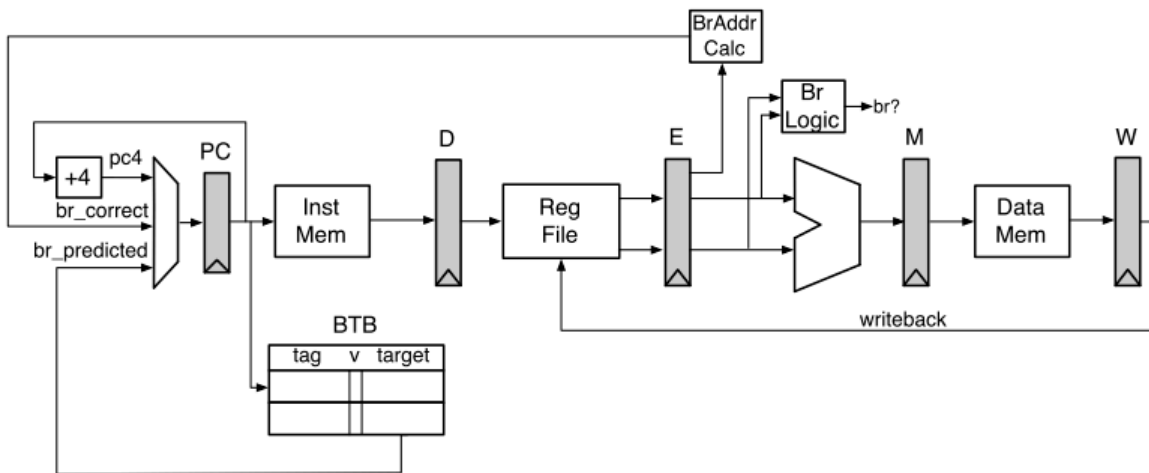 BrAddr
Calc
Br
Logic
br?
D
E
M
W
PC
+4
pc4
br_correct
br_predicted
Inst
Mem
Reg
File
Data
Mem
writeback
BTB
tag v target